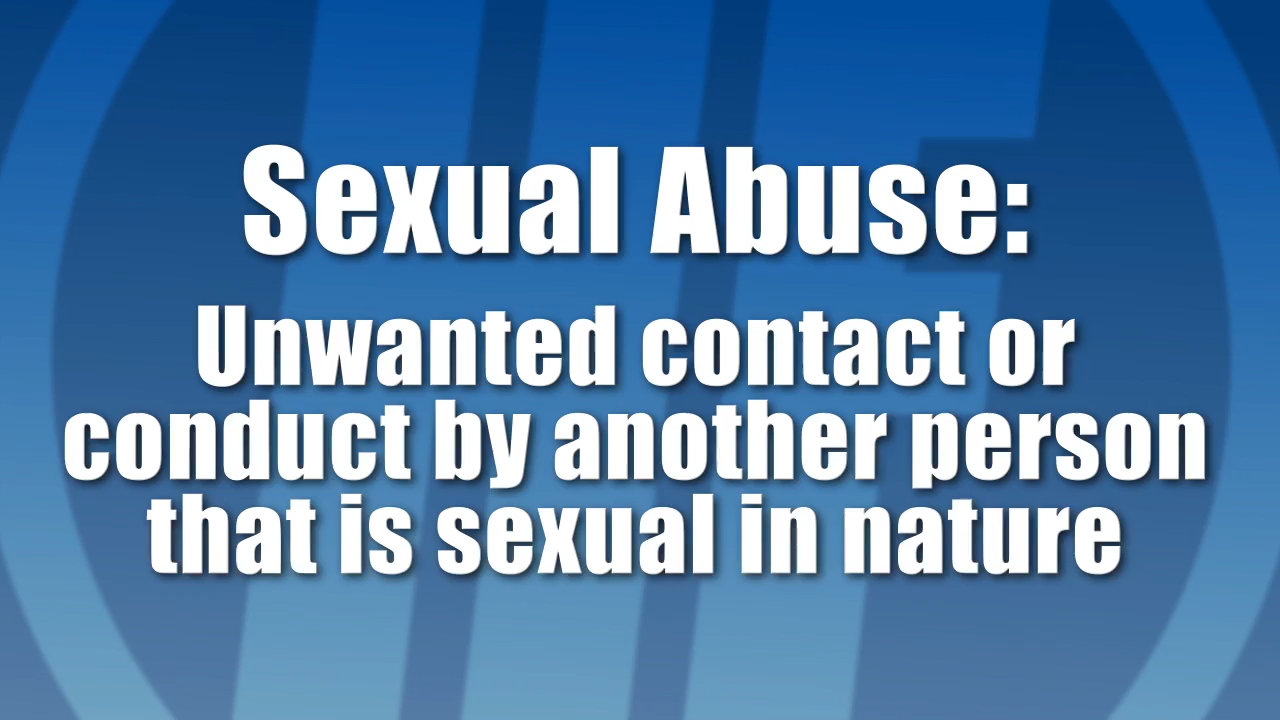 Sexual Abuse:
Unwanted contact or
conduct by another person
that is sexual in nature